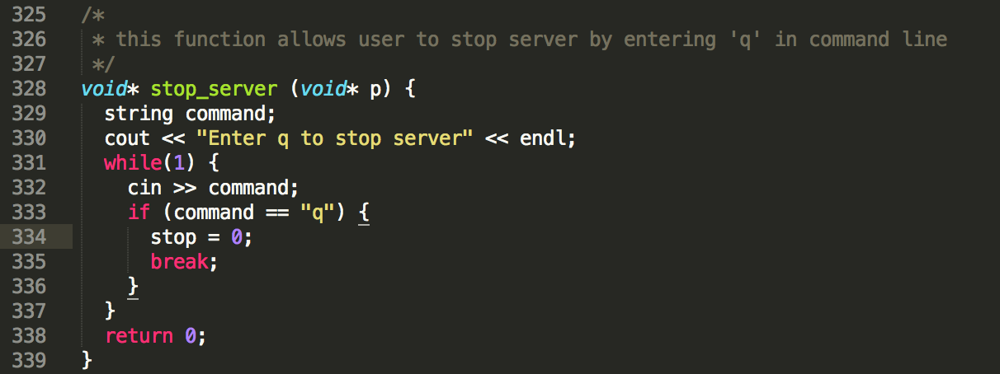 325 /*
326 * this function allows user to stop server by entering 'q' in command line
327 */
328 void* stop_server (void* p) {
329 string command;
330 cout << "Enter q to stop server" << endl;
331 while(1) {
332 cin >> command;
333 if (command == "q") {
334 stop = 0;
335 break;
336 }
337 }
338 return 0;
339 }